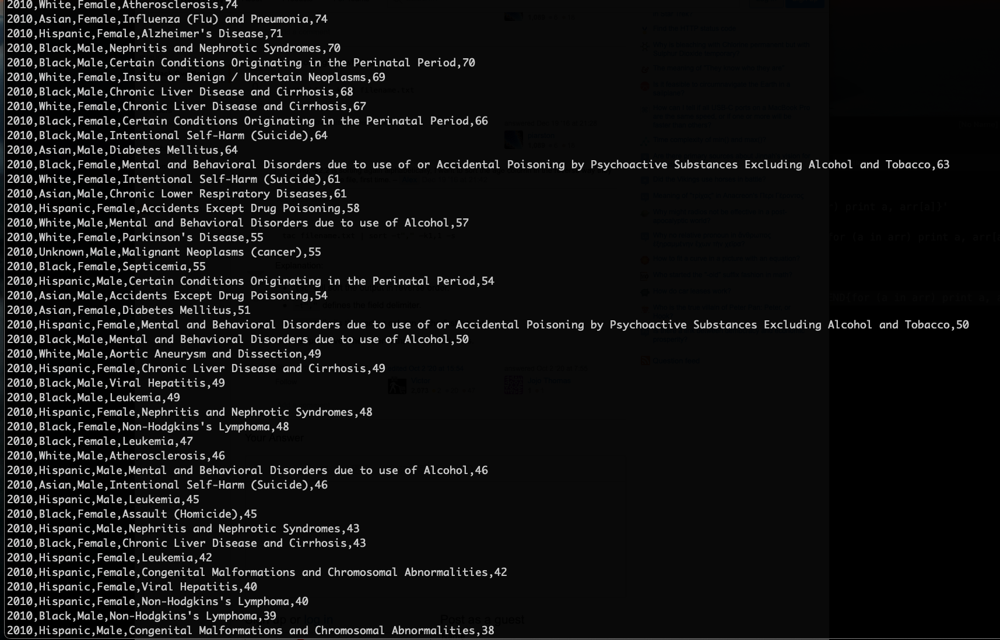 2010,White,Female,Atherosclerosis,74
2010,Asian,Female,Influenza (Flu) and Pneumonia,74
2010,Hispanic,Female,Alzheimer's Disease,71
2010,Black,Male,Nephritis and Nephrotic Syndromes,70
2010,Black,Male,Certain Conditions Originating in the Perinatal Period,70
2010,White,Female,Insitu or Benign / Uncertain Neoplasms,69
2010,Black,Male,Chronic Liver Disease and Cirrhosis,68
2010,White,Female,Chronic Liver Disease and Cirrhosis,67
2010,Black,Female,Certain Conditions Originating in the Perinatal Period,66
2010,Black,Male,Intentional Self-Harm (Suicide),64
2010,Asian,Male,Diabetes Mellitus,64
2010,Black,Female,Mental and Behavioral Disorders due to use of or Accidental Poisoning by Psychoactive Substances Excluding Alcohol and Tobacco,63
2010,White,Female,Intentional Self-Harm (Suicide),61
2010,Asian,Male,Chronic Lower Respiratory Diseases,61
2010,Hispanic,Female,Accidents Except Drug Poisoning,58
2010,White,Male,Mental and Behavioral Disorders due to use of Alcohol,57
2010,White,Female,Parkinson's Disease,55
2010,Unknown,Male,Malignant Neoplasms (cancer),55
2010,Black,Female,Septicemia,55
2010,Hispanic,Male,Certain Conditions Originating in the Perinatal Period,54
2010,Asian,Male,Accidents Except Drug Poisoning,54
2010,Asian,Female,Diabetes Mellitus,51
2010,Hispanic,Female,Mental and Behavioral Disorders due to use of or Accidental Poisoning by Psychoactive Substances Excluding Alcohol and Tobacco,50
2010,Black,Male,Mental and Behavioral Disorders due to use of Alcohol,50
2010,White,Male,Aortic Aneurysm and Dissection,49
2010,Hispanic,Female,Chronic Liver Disease and Cirrhosis,49
2010,Black,Male,Viral Hepatitis,49
2010,Black,Male,Leukemia,49
2010,Hispanic,Female,Nephritis and Nephrotic Syndromes,48
2010,Black,Female,Non-Hodgkins's Lymphoma,48
2010,Black,Female,Leukemia,47
2010,White,Male,Atherosclerosis,46
2010,Hispanic,Male,Mental and Behavioral Disorders due to use of Alcohol,46
2010,Asian,Male,Intentional Self-Harm (Suicide),46
2010,Hispanic,Male,Leukemia,45
2010,Black,Female,Assault (Homicide),45
2010,Hispanic,Male,Nephritis and Nephrotic Syndromes,43
2010,Black,Female,Chronic Liver Disease and Cirrhosis,43
2010,Hispanic,Female,Leukemia,42
2010,Hispanic,Female,Congenital Malformations and Chromosomal Abnormalities,42
2010,Hispanic,Female,Viral Hepatitis,40
2010,Hispanic,Female,Non-Hodgkins's Lymphoma,40
2010,Black,Male,Non-Hodgkins's Lymphoma,39
2010,Hispanic,Male,Congenital Malformations and Chromosomal Abnormalities,38
Explanation
defines the field delimiter
Your Answer
or log in
Post as a guest
Question feed